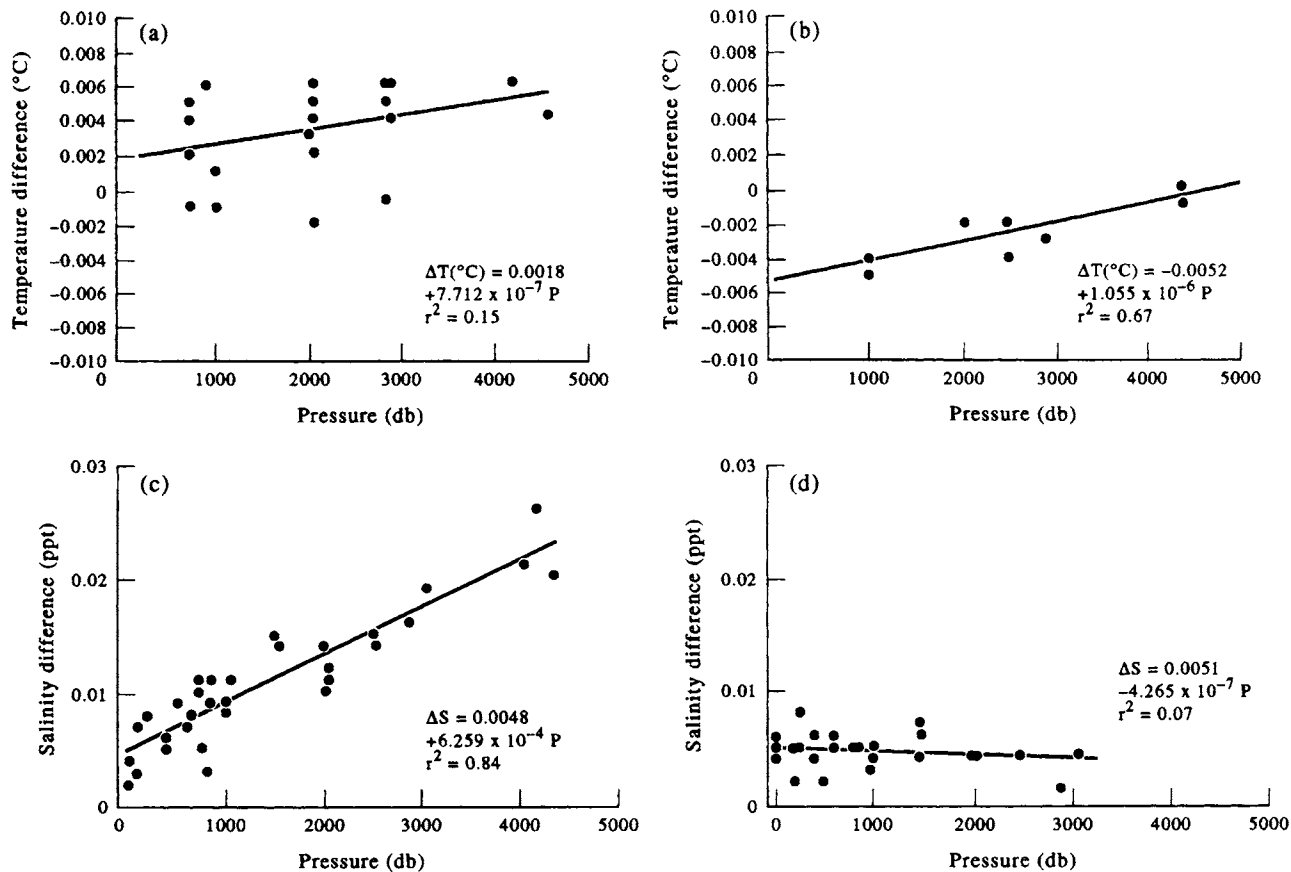 (a)
0.010
0.008
0.006
0.004
0.002
0
−0.002
−0.004
−0.006
−0.008
−0.010
Temperature difference (°C)
ΔT(°C) = 0.0018
+7.712 x 10⁻⁷ P
r² = 0.15
0 1000 2000 3000 4000 5000
Pressure (db)
(b)
0.010
0.008
0.006
0.004
0.002
0
−0.002
−0.004
−0.006
−0.008
−0.010
Temperature difference (°C)
ΔT(°C) = −0.0052
+1.055 x 10⁻⁶ P
r² = 0.67
0 1000 2000 3000 4000 5000
Pressure (db)
(c)
0.03
0.02
0.01
0
Salinity difference (ppt)
ΔS = 0.0048
+6.259 x 10⁻⁴ P
r² = 0.84
0 1000 2000 3000 4000 5000
Pressure (db)
(d)
0.03
0.02
0.01
0
Salinity difference (ppt)
ΔS = 0.0051
−4.265 x 10⁻⁷ P
r² = 0.07
0 1000 2000 3000 4000 5000
Pressure (db)